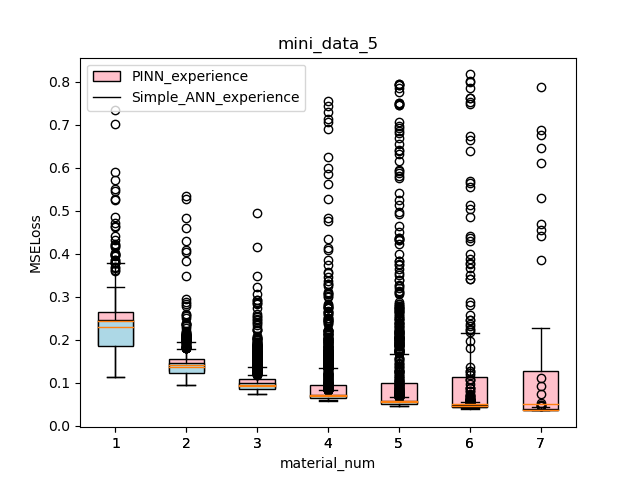 mini_data_5
PINN_experience
Simple_ANN_experience
MSELoss
0.8
0.7
0.6
0.5
0.4
0.3
0.2
0.1
0.0
1 2 3 4 5 6 7
material_num